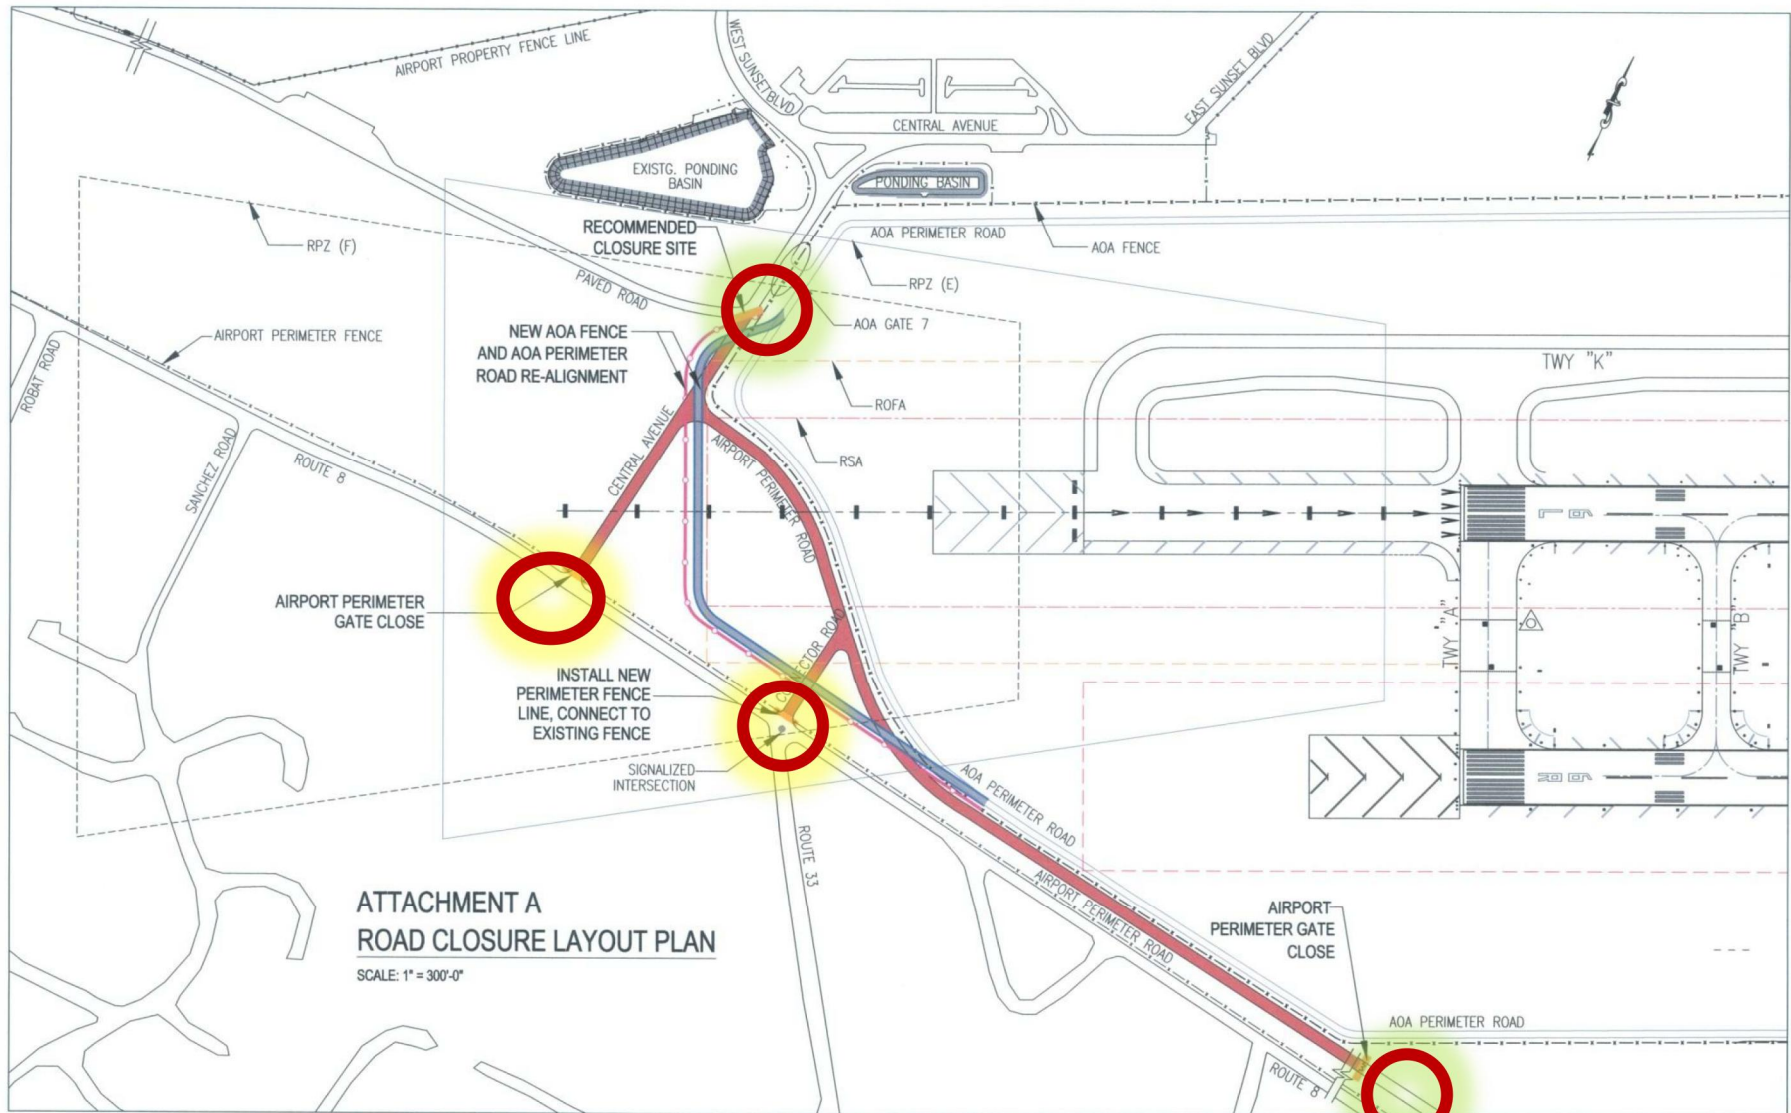 AIRPORT PROPERTY FENCE LINE
WEST SUNSETBLVD
EAST SUNSET BLVD
CENTRAL AVENUE
EXISTG. PONDING
BASIN
PONDING BASIN
RECOMMENDED
CLOSURE SITE
AOA PERIMETER ROAD
AOA FENCE
RPZ (F)
RPZ (E)
PAVED ROAD
AOA GATE 7
NEW AOA FENCE
AND AOA PERIMETER
ROAD RE-ALIGNMENT
AIRPORT PERIMETER FENCE
ROBAT ROAD
TWY "K"
ROFA
CENTRAL AVENUE
AIRPORT PERIMETER ROAD
RSA
SANCHEZ ROAD
ROUTE 8
AIRPORT PERIMETER
GATE CLOSE
TWY "A"
TWY "B"
CONNECTOR ROAD
INSTALL NEW
PERIMETER FENCE
LINE, CONNECT TO
EXISTING FENCE
SIGNALIZED
INTERSECTION
AOA PERIMETER ROAD
ROUTE 33
AIRPORT PERIMETER ROAD
ATTACHMENT A
ROAD CLOSURE LAYOUT PLAN
SCALE: 1" = 300'-0"
AIRPORT
PERIMETER GATE
CLOSE
AOA PERIMETER ROAD
ROUTE 8